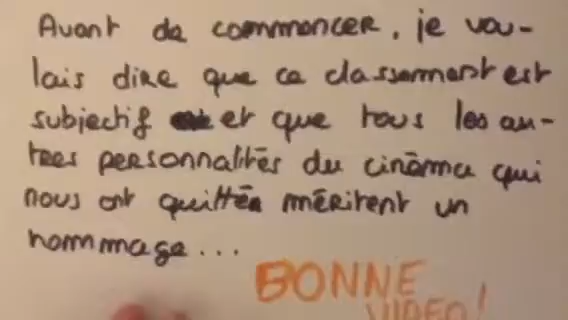 Avant de commencer, je vou-
lais dire que ce classement est
subjectif et que tous les au-
tres personnalités du cinéma qui
nous ont quittés méritent un
hommage...
BONNE
VIDEO!